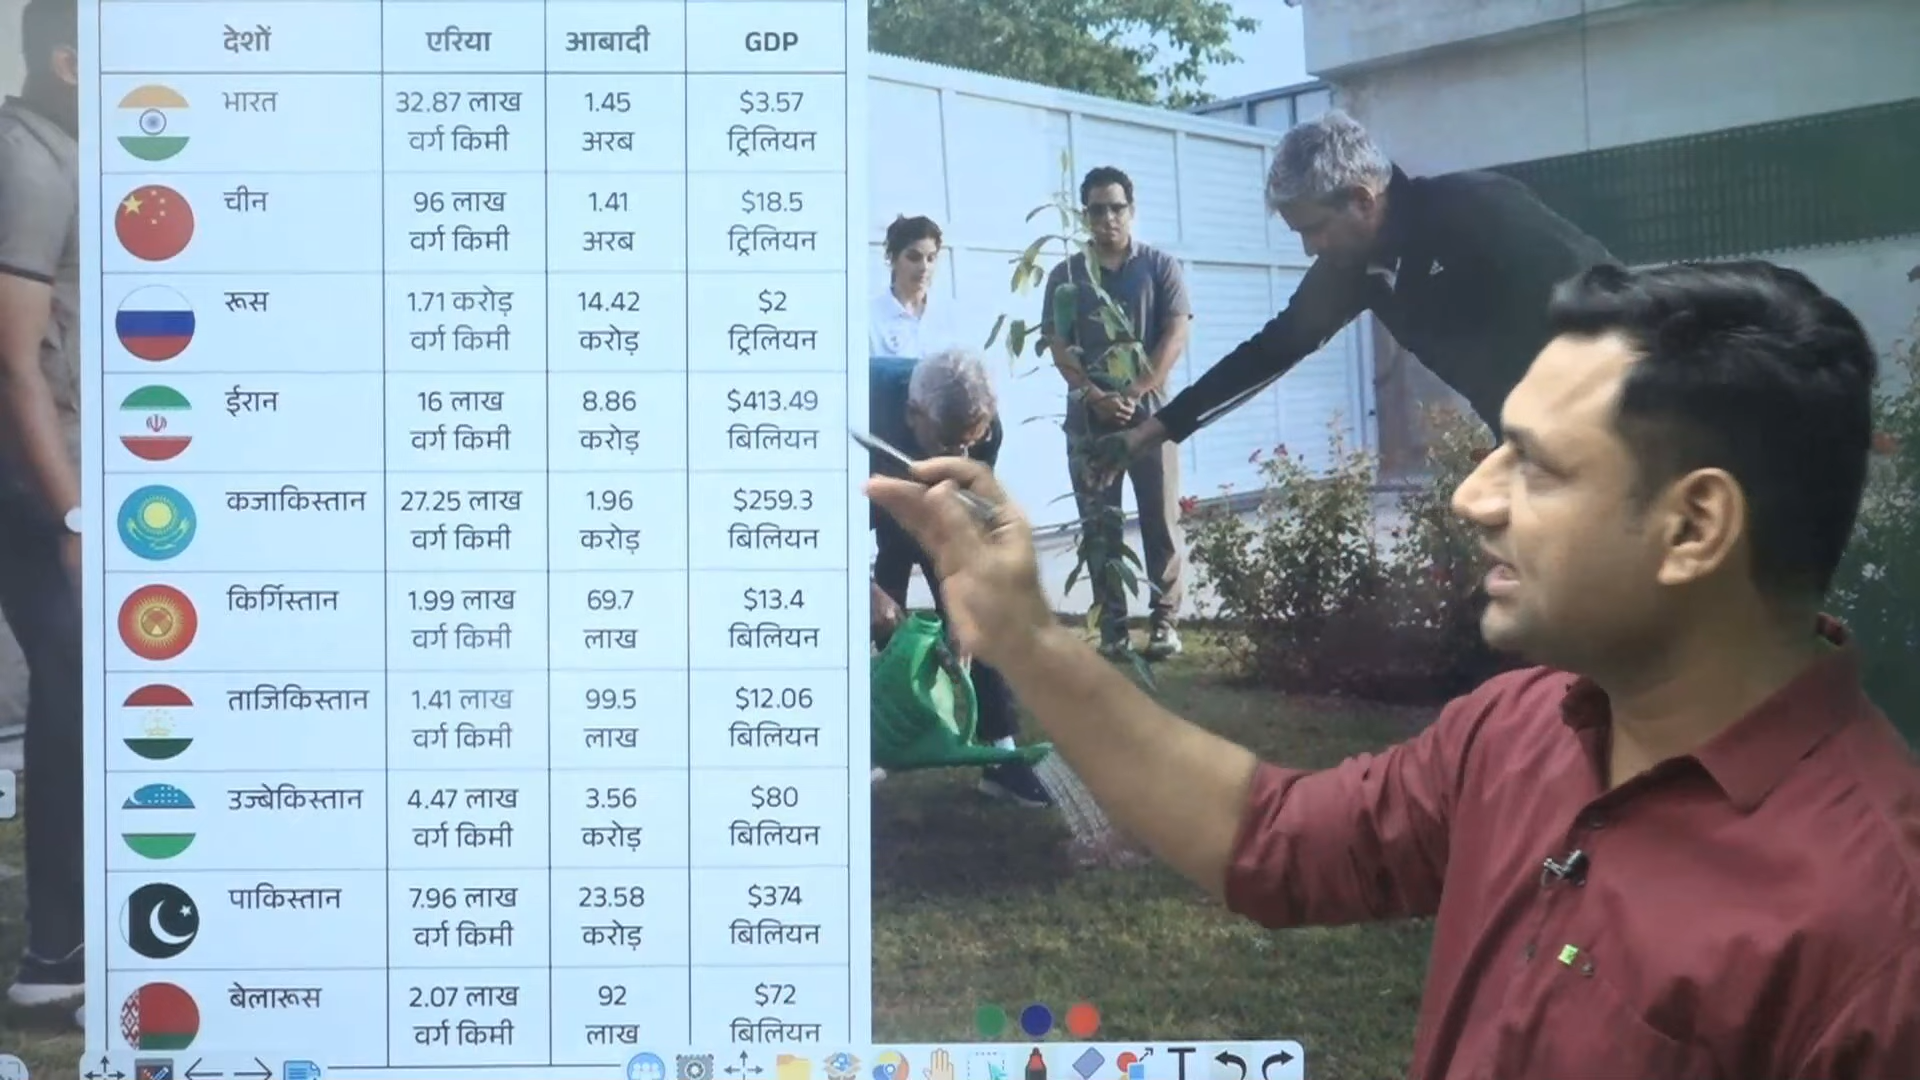 देशों एरिया आबादी GDP
भारत 32.87 लाख 1.45 $3.57
वर्ग किमी अरब ट्रिलियन
चीन 96 लाख 1.41 $18.5
वर्ग किमी अरब ट्रिलियन
रूस 1.71 करोड़ 14.42 $2
वर्ग किमी करोड़ ट्रिलियन
ईरान 16 लाख 8.86 $413.49
वर्ग किमी करोड़ बिलियन
कजाकिस्तान 27.25 लाख 1.96 $259.3
वर्ग किमी करोड़ बिलियन
किर्गिस्तान 1.99 लाख 69.7 $13.4
वर्ग किमी लाख बिलियन
ताजिकिस्तान 1.41 लाख 99.5 $12.06
वर्ग किमी लाख बिलियन
उज्बेकिस्तान 4.47 लाख 3.56 $80
वर्ग किमी करोड़ बिलियन
पाकिस्तान 7.96 लाख 23.58 $374
वर्ग किमी करोड़ बिलियन
बेलारूस 2.07 लाख 92 $72
वर्ग किमी लाख बिलियन